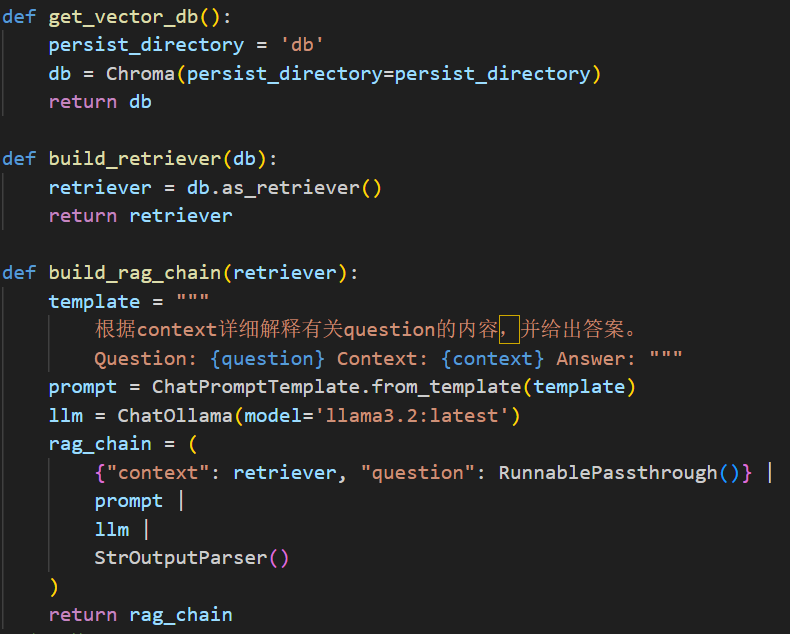 def get_vector_db():
    persist_directory = 'db'
    db = Chroma(persist_directory=persist_directory)
    return db

def build_retriever(db):
    retriever = db.as_retriever()
    return retriever

def build_rag_chain(retriever):
    template = """
        根据context详细解释有关question的内容，并给出答案。
        Question: {question} Context: {context} Answer: """
    prompt = ChatPromptTemplate.from_template(template)
    llm = ChatOllama(model='llama3.2:latest')
    rag_chain = (
        {"context": retriever, "question": RunnablePassthrough()} |
        prompt |
        llm |
        StrOutputParser()
    )
    return rag_chain